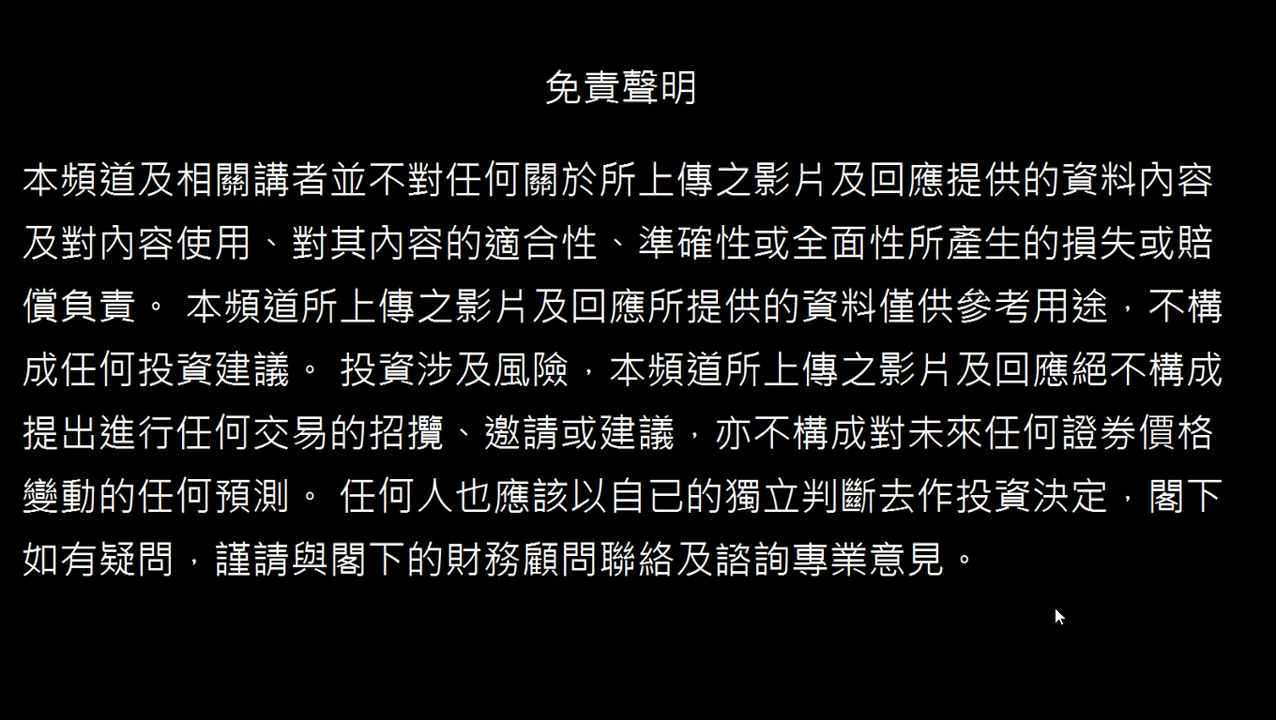 免責聲明
本頻道及相關講者並不對任何關於所上傳之影片及回應提供的資料內容
及對內容使用、對其內容的適合性、準確性或全面性所產生的損失或賠
償負責。 本頻道所上傳之影片及回應所提供的資料僅供參考用途，不構
成任何投資建議。 投資涉及風險，本頻道所上傳之影片及回應絕不構成
提出進行任何交易的招攬、邀請或建議，亦不構成對未來任何證券價格
變動的任何預測。 任何人也應該以自已的獨立判斷去作投資決定，閣下
如有疑問，謹請與閣下的財務顧問聯絡及諮詢專業意見。